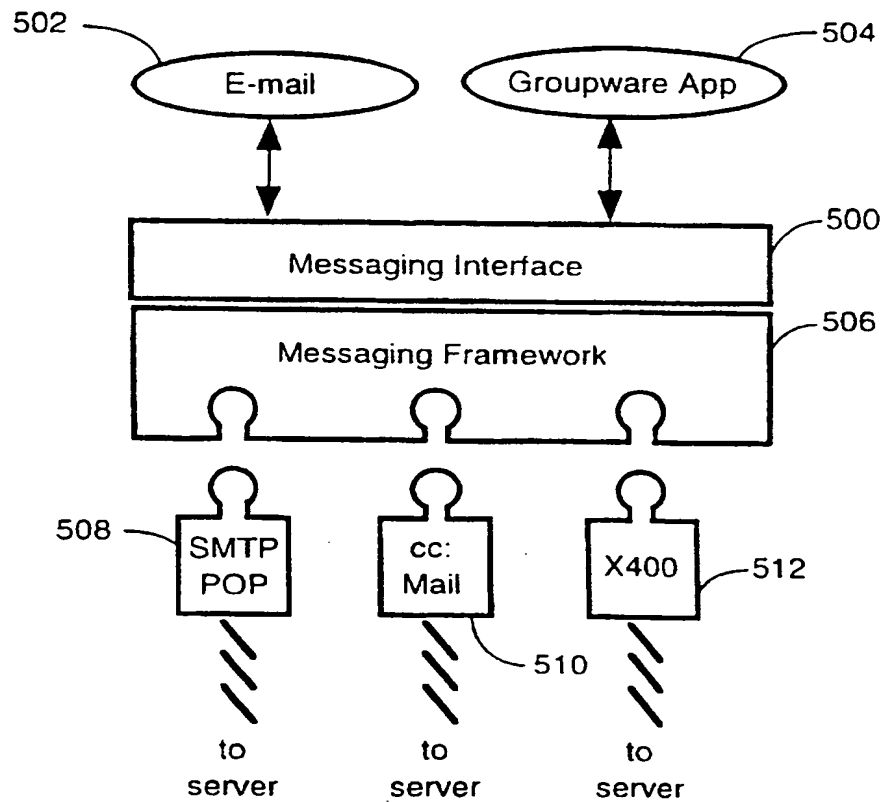 502
504
E-mail
Groupware App
500
Messaging Interface
506
Messaging Framework
508
SMTP
POP
cc:
Mail
X400
512
510
to
server
to
server
to
server